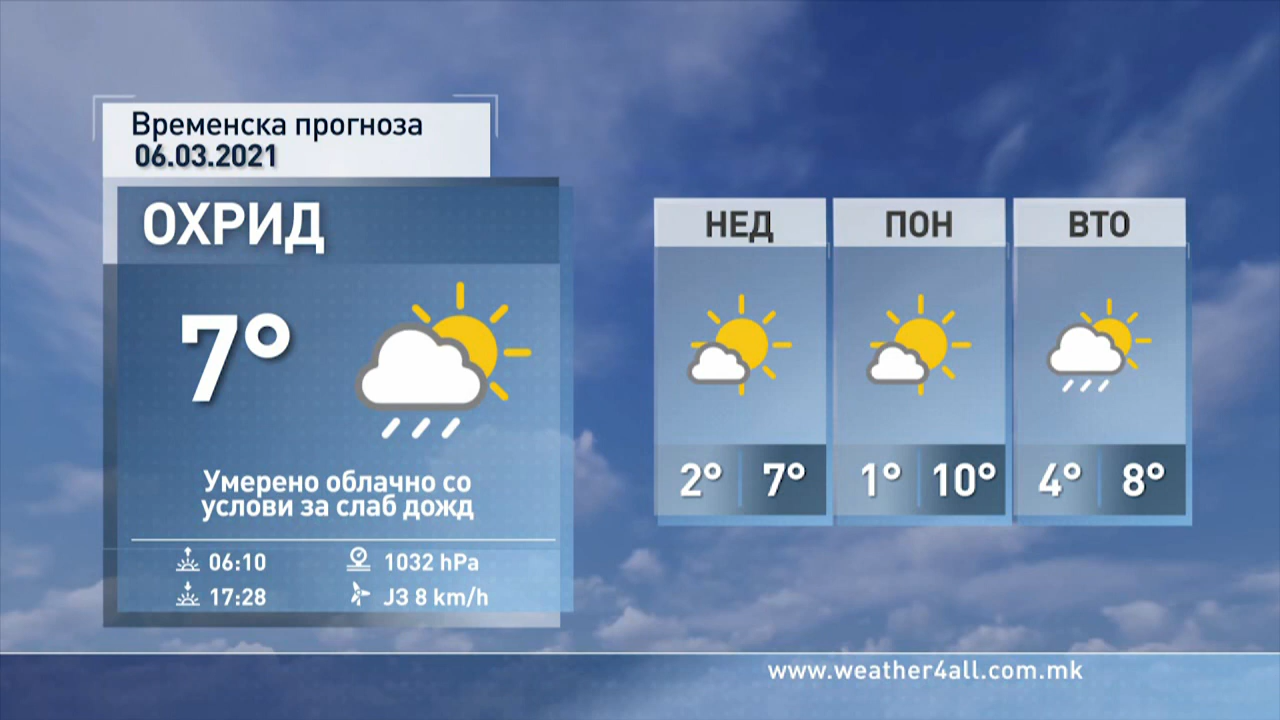 Временска прогноза
06.03.2021
ОХРИД
7°
Умерено облачно со
услови за слаб дожд
06:10
1032 hPa
17:28
ЈЗ 8 km/h
НЕД
ПОН
ВТО
2° 7°
1° 10°
4° 8°
www.weather4all.com.mk